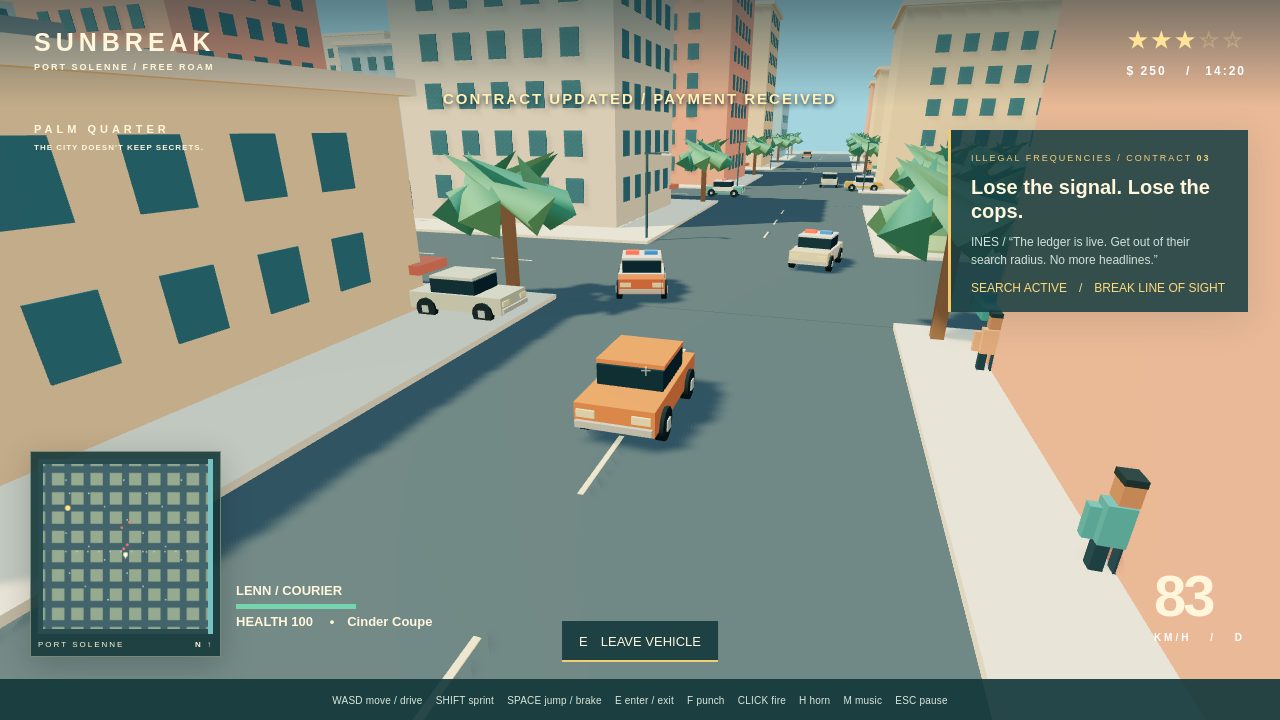 SUNBREAK
PORT SOLENNE / FREE ROAM
★★★☆☆
$ 250 / 14:20
CONTRACT UPDATED / PAYMENT RECEIVED
PALM QUARTER
THE CITY DOESN'T KEEP SECRETS.
ILLEGAL FREQUENCIES / CONTRACT 03
Lose the signal. Lose the
cops.
INES / “The ledger is live. Get out of their
search radius. No more headlines.”
SEARCH ACTIVE / BREAK LINE OF SIGHT
PORT SOLENNE N ↑
LENN / COURIER
HEALTH 100 • Cinder Coupe
E LEAVE VEHICLE
83
KM/H / D
WASD move / drive SHIFT sprint SPACE jump / brake E enter / exit F punch CLICK fire H horn M music ESC pause